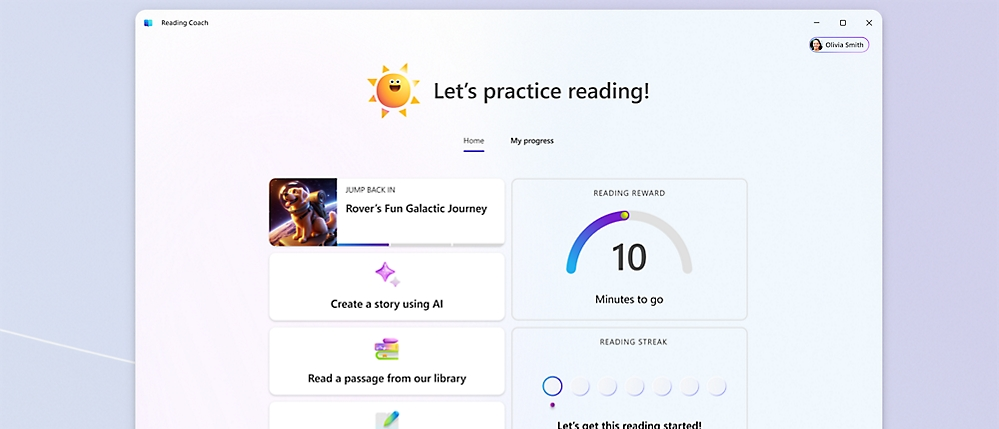 Reading Coach
Olivia Smith
Let's practice reading!
Home
My progress
JUMP BACK IN
Rover's Fun Galactic Journey
Create a story using AI
Read a passage from our library
READING REWARD
10
Minutes to go
READING STREAK
Let's get this reading started!